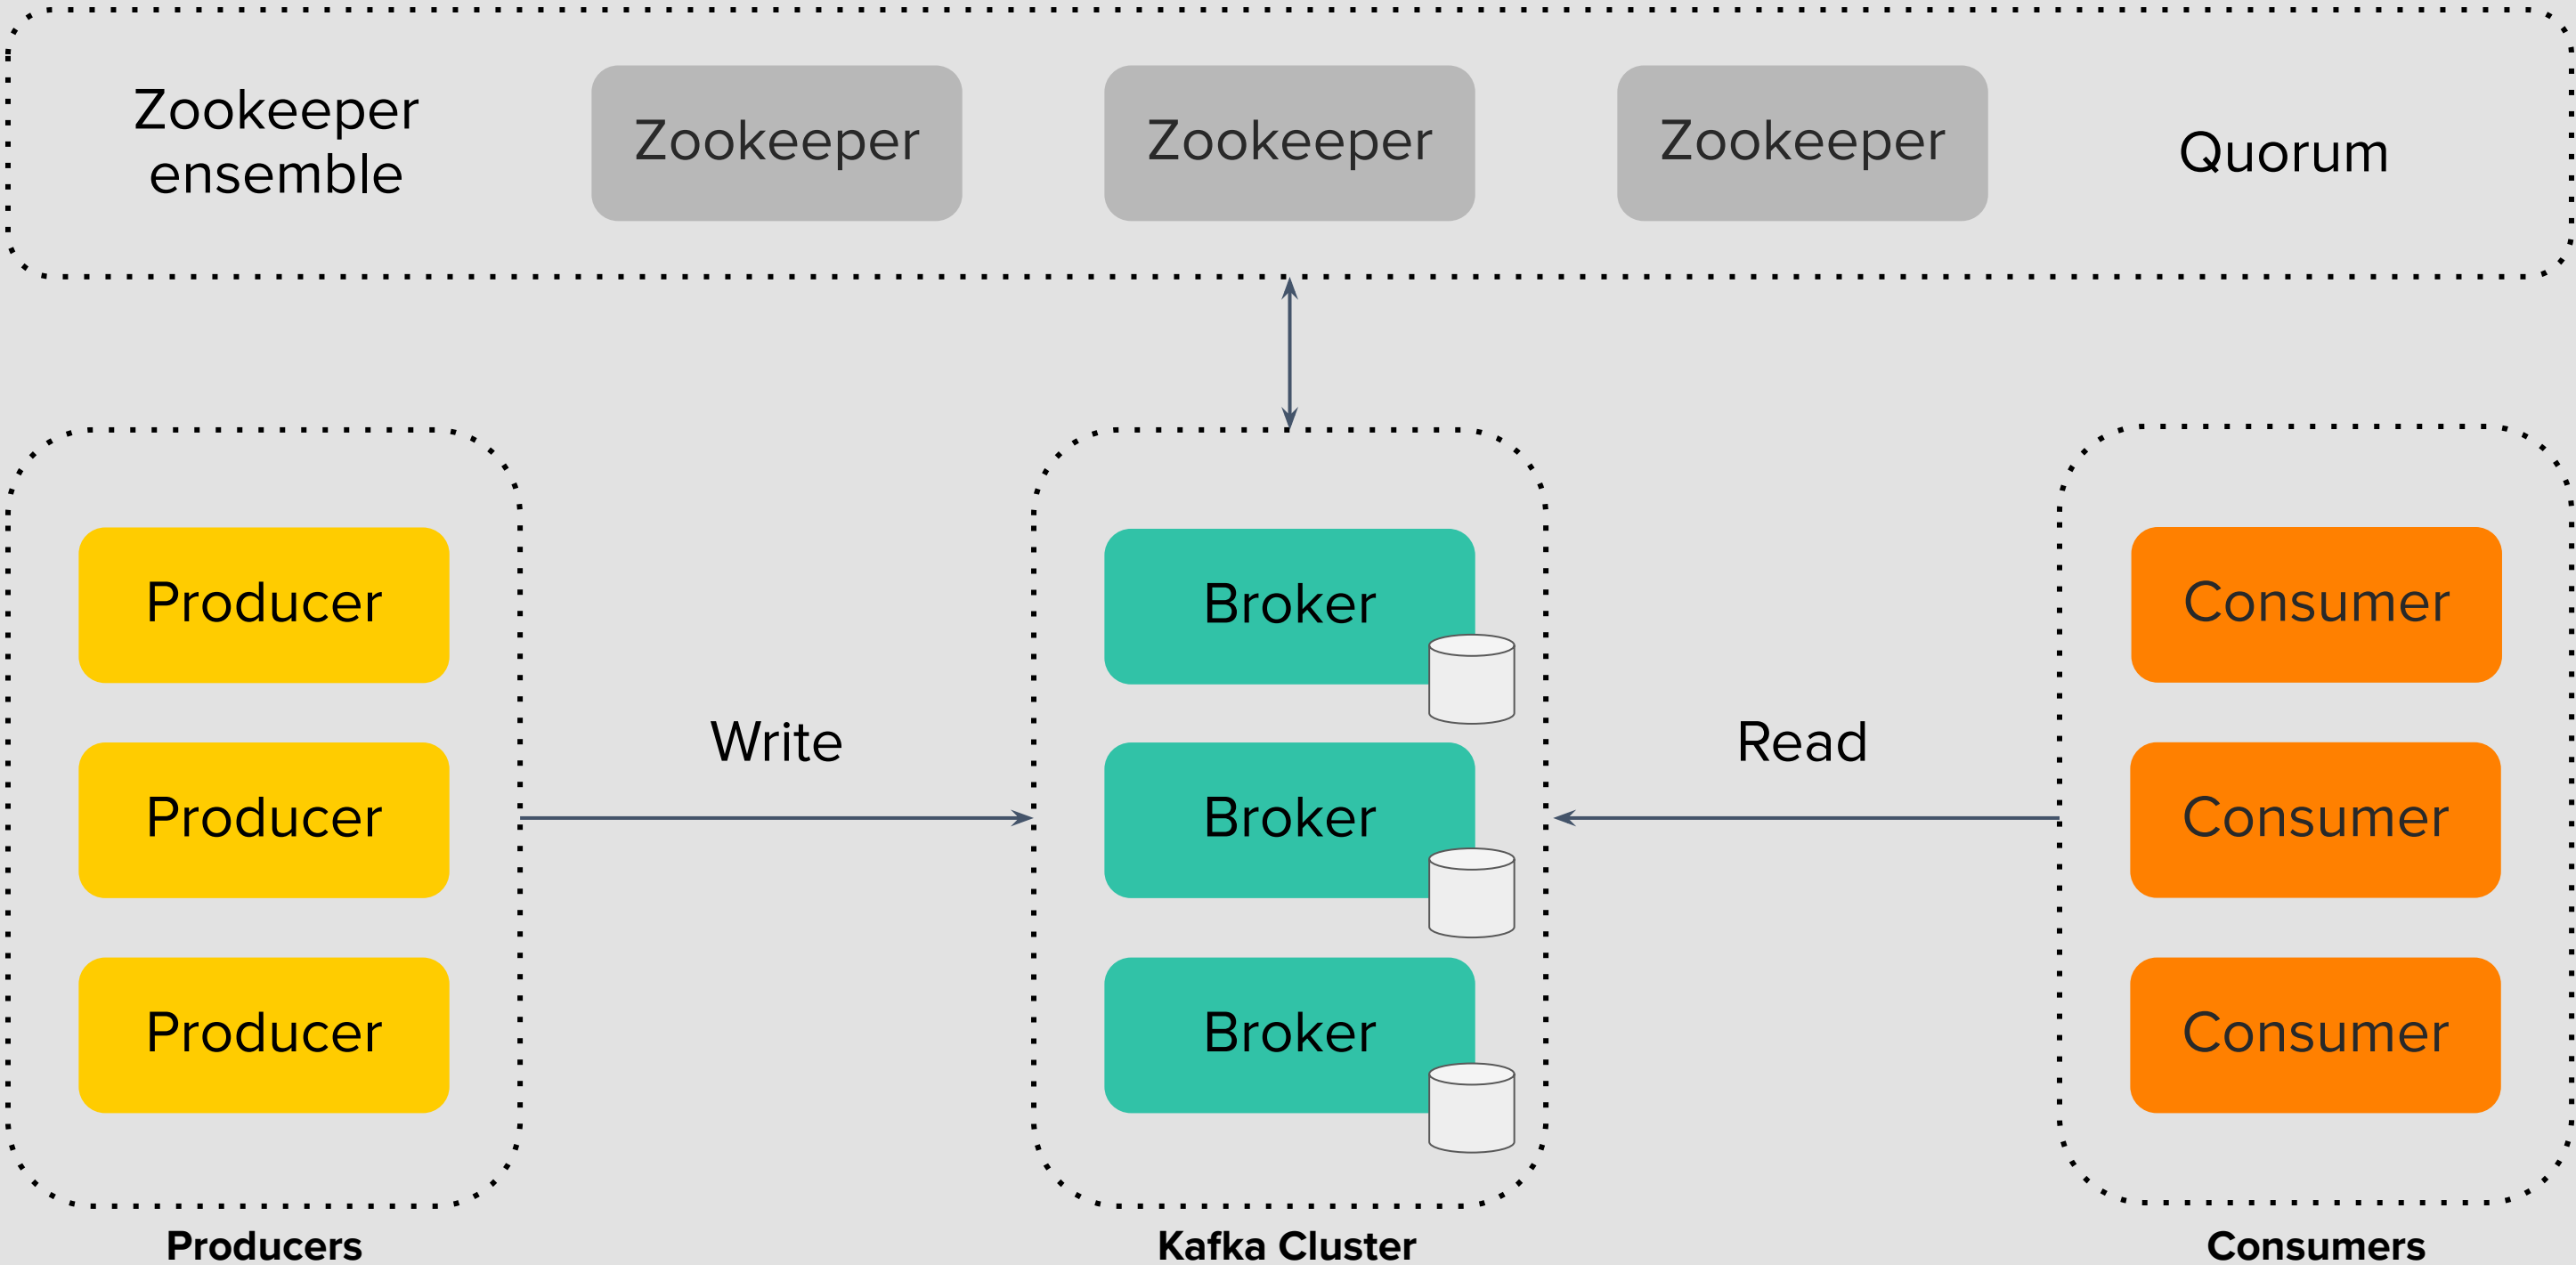 Zookeeper
ensemble
Zookeeper
Zookeeper
Zookeeper
Quorum
Producer
Producer
Producer
Producers
Write
Broker
Broker
Broker
Kafka Cluster
Read
Consumer
Consumer
Consumer
Consumers